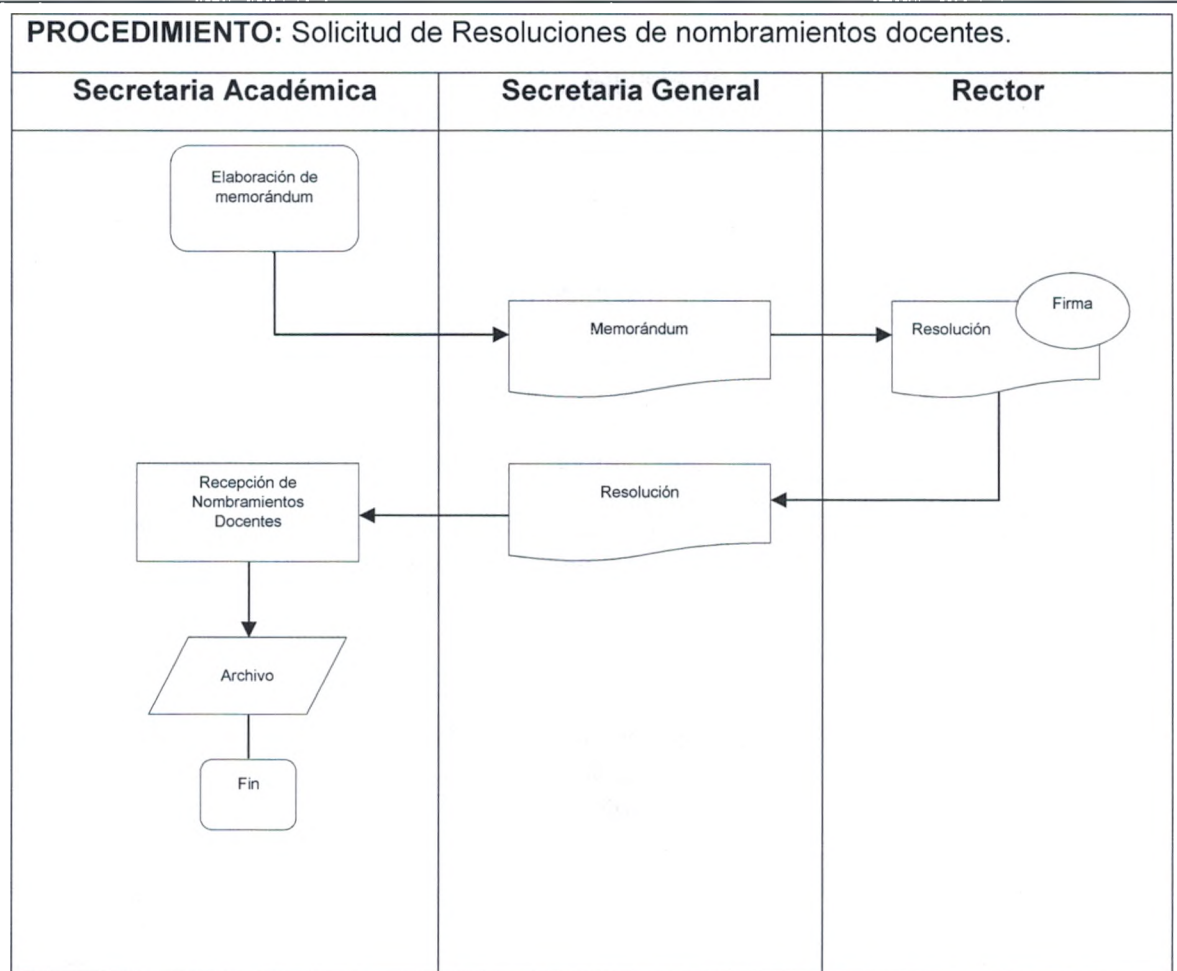 PROCEDIMIENTO: Solicitud de Resoluciones de nombramientos docentes.
Secretaria Académica
Secretaria General
Rector
Elaboración de
memorándum
Memorándum
Resolución
Firma
Recepción de
Nombramientos
Docentes
Resolución
Archivo
Fin